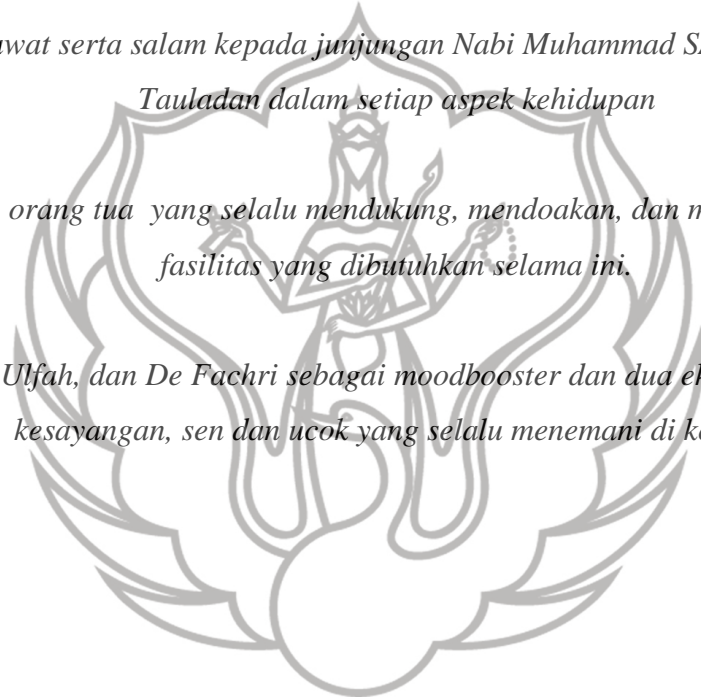 awat serta salam kepada junjungan Nabi Muhammad S
Tauladan dalam setiap aspek kehidupan
orang tua yang selalu mendukung, mendoakan, dan m
fasilitas yang dibutuhkan selama ini.
Ulfah, dan De Fachri sebagai moodbooster dan dua ek
kesayangan, sen dan ucok yang selalu menemani di k